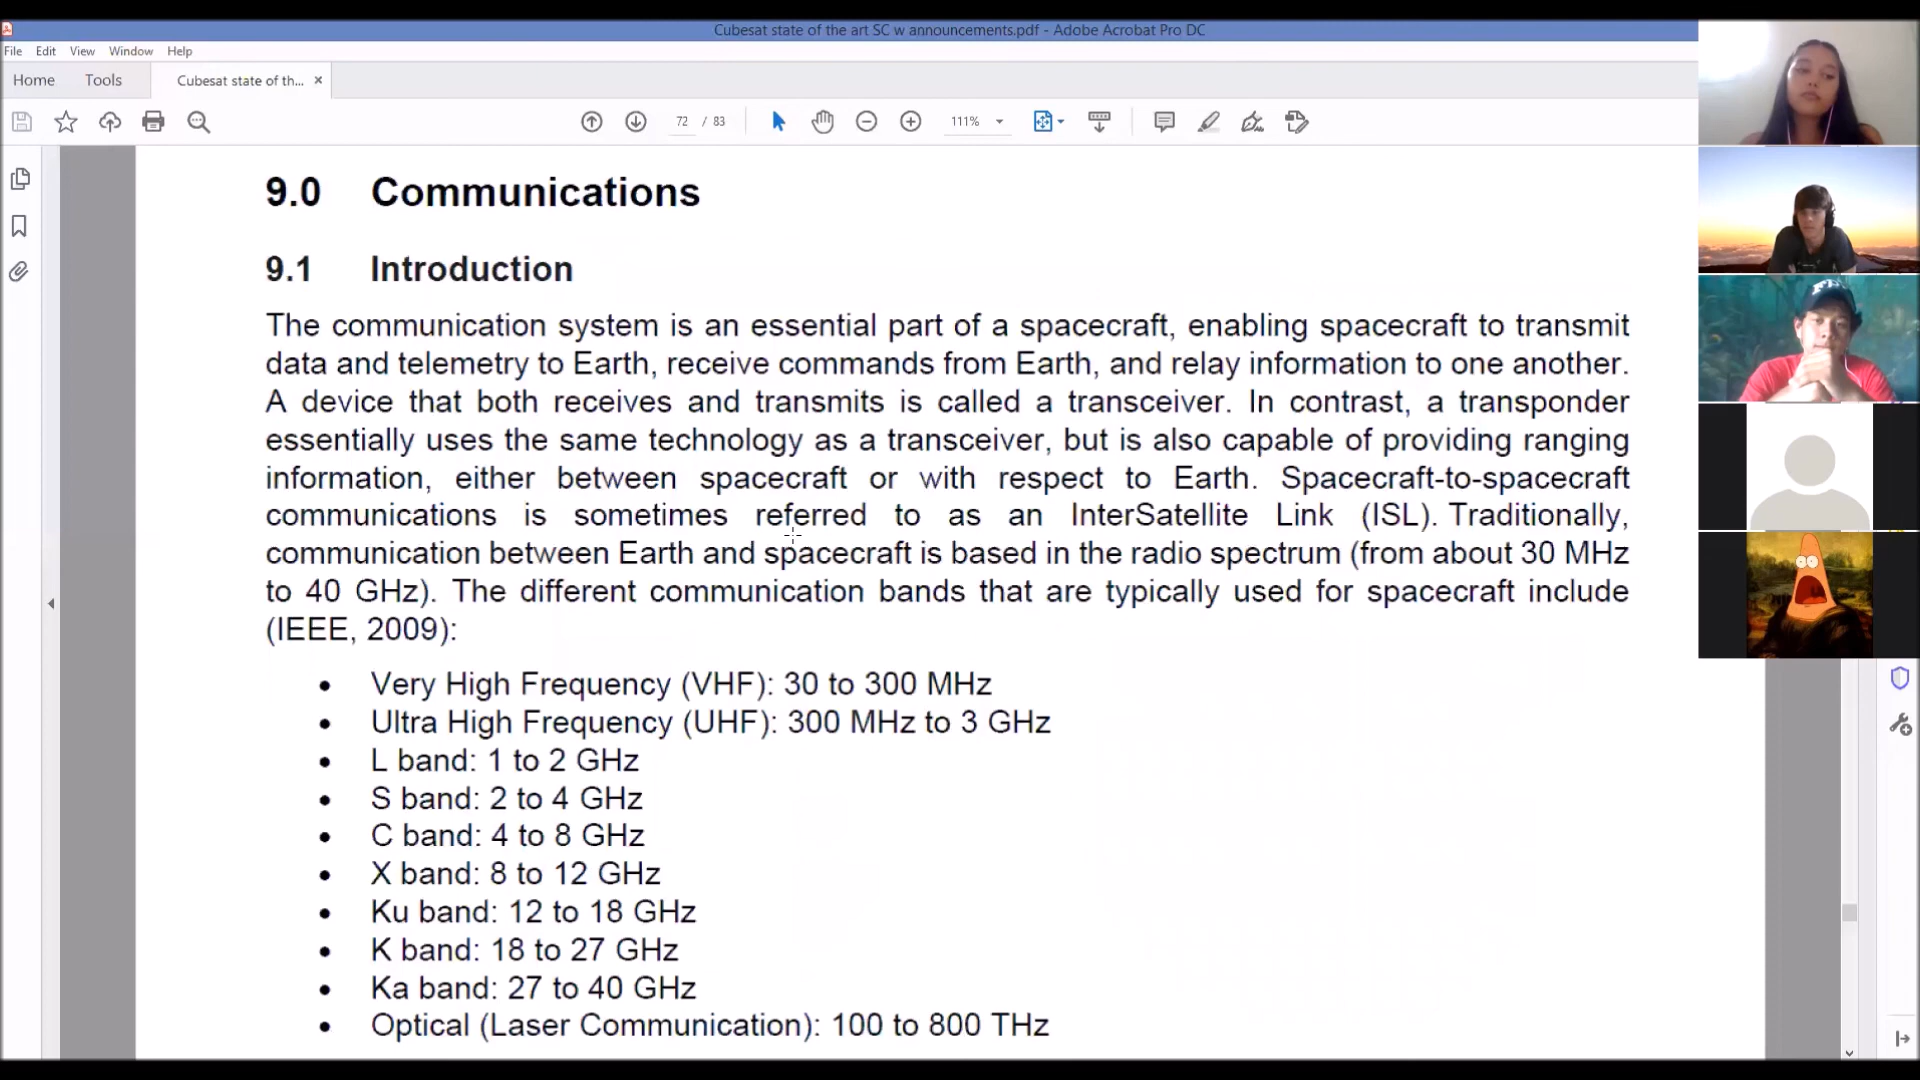 Cubesat state of the art SC w announcements.pdf - Adobe Acrobat Pro DC
File Edit View Window Help
Home Tools Cubesat state of th... ×
72 / 83 111%
9.0 Communications
9.1 Introduction
The communication system is an essential part of a spacecraft, enabling spacecraft to transmit
data and telemetry to Earth, receive commands from Earth, and relay information to one another.
A device that both receives and transmits is called a transceiver. In contrast, a transponder
essentially uses the same technology as a transceiver, but is also capable of providing ranging
information, either between spacecraft or with respect to Earth. Spacecraft-to-spacecraft
communications is sometimes referred to as an InterSatellite Link (ISL). Traditionally,
communication between Earth and spacecraft is based in the radio spectrum (from about 30 MHz
to 40 GHz). The different communication bands that are typically used for spacecraft include
(IEEE, 2009):
• Very High Frequency (VHF): 30 to 300 MHz
• Ultra High Frequency (UHF): 300 MHz to 3 GHz
• L band: 1 to 2 GHz
• S band: 2 to 4 GHz
• C band: 4 to 8 GHz
• X band: 8 to 12 GHz
• Ku band: 12 to 18 GHz
• K band: 18 to 27 GHz
• Ka band: 27 to 40 GHz
• Optical (Laser Communication): 100 to 800 THz